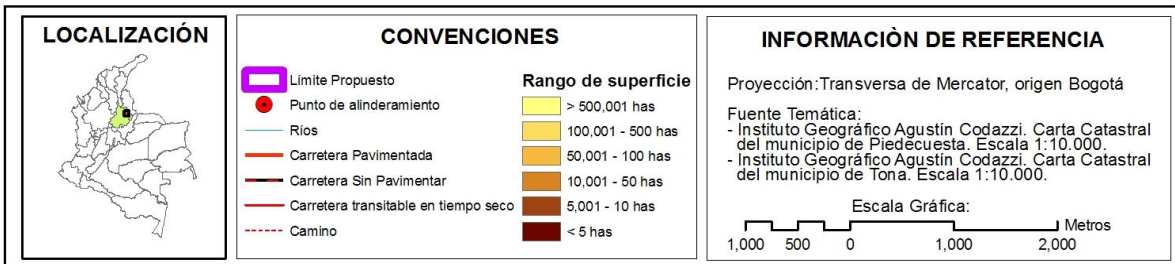 LOCALIZACIÓN
CONVENCIONES
Límite Propuesto
Punto de alinderamiento
Ríos
Carretera Pavimentada
Carretera Sin Pavimentar
Carretera transitable en tiempo seco
Camino
Rango de superficie
> 500,001 has
100,001 - 500 has
50,001 - 100 has
10,001 - 50 has
5,001 - 10 has
< 5 has
INFORMACIÒN DE REFERENCIA
Proyección:Transversa de Mercator, origen Bogotá
Fuente Temática:
- Instituto Geográfico Agustín Codazzi. Carta Catastral
del municipio de Piedecuesta. Escala 1:10.000.
- Instituto Geográfico Agustín Codazzi. Carta Catastral
del municipio de Tona. Escala 1:10.000.
Escala Gráfica:
Metros
1,000 500 0 1,000 2,000